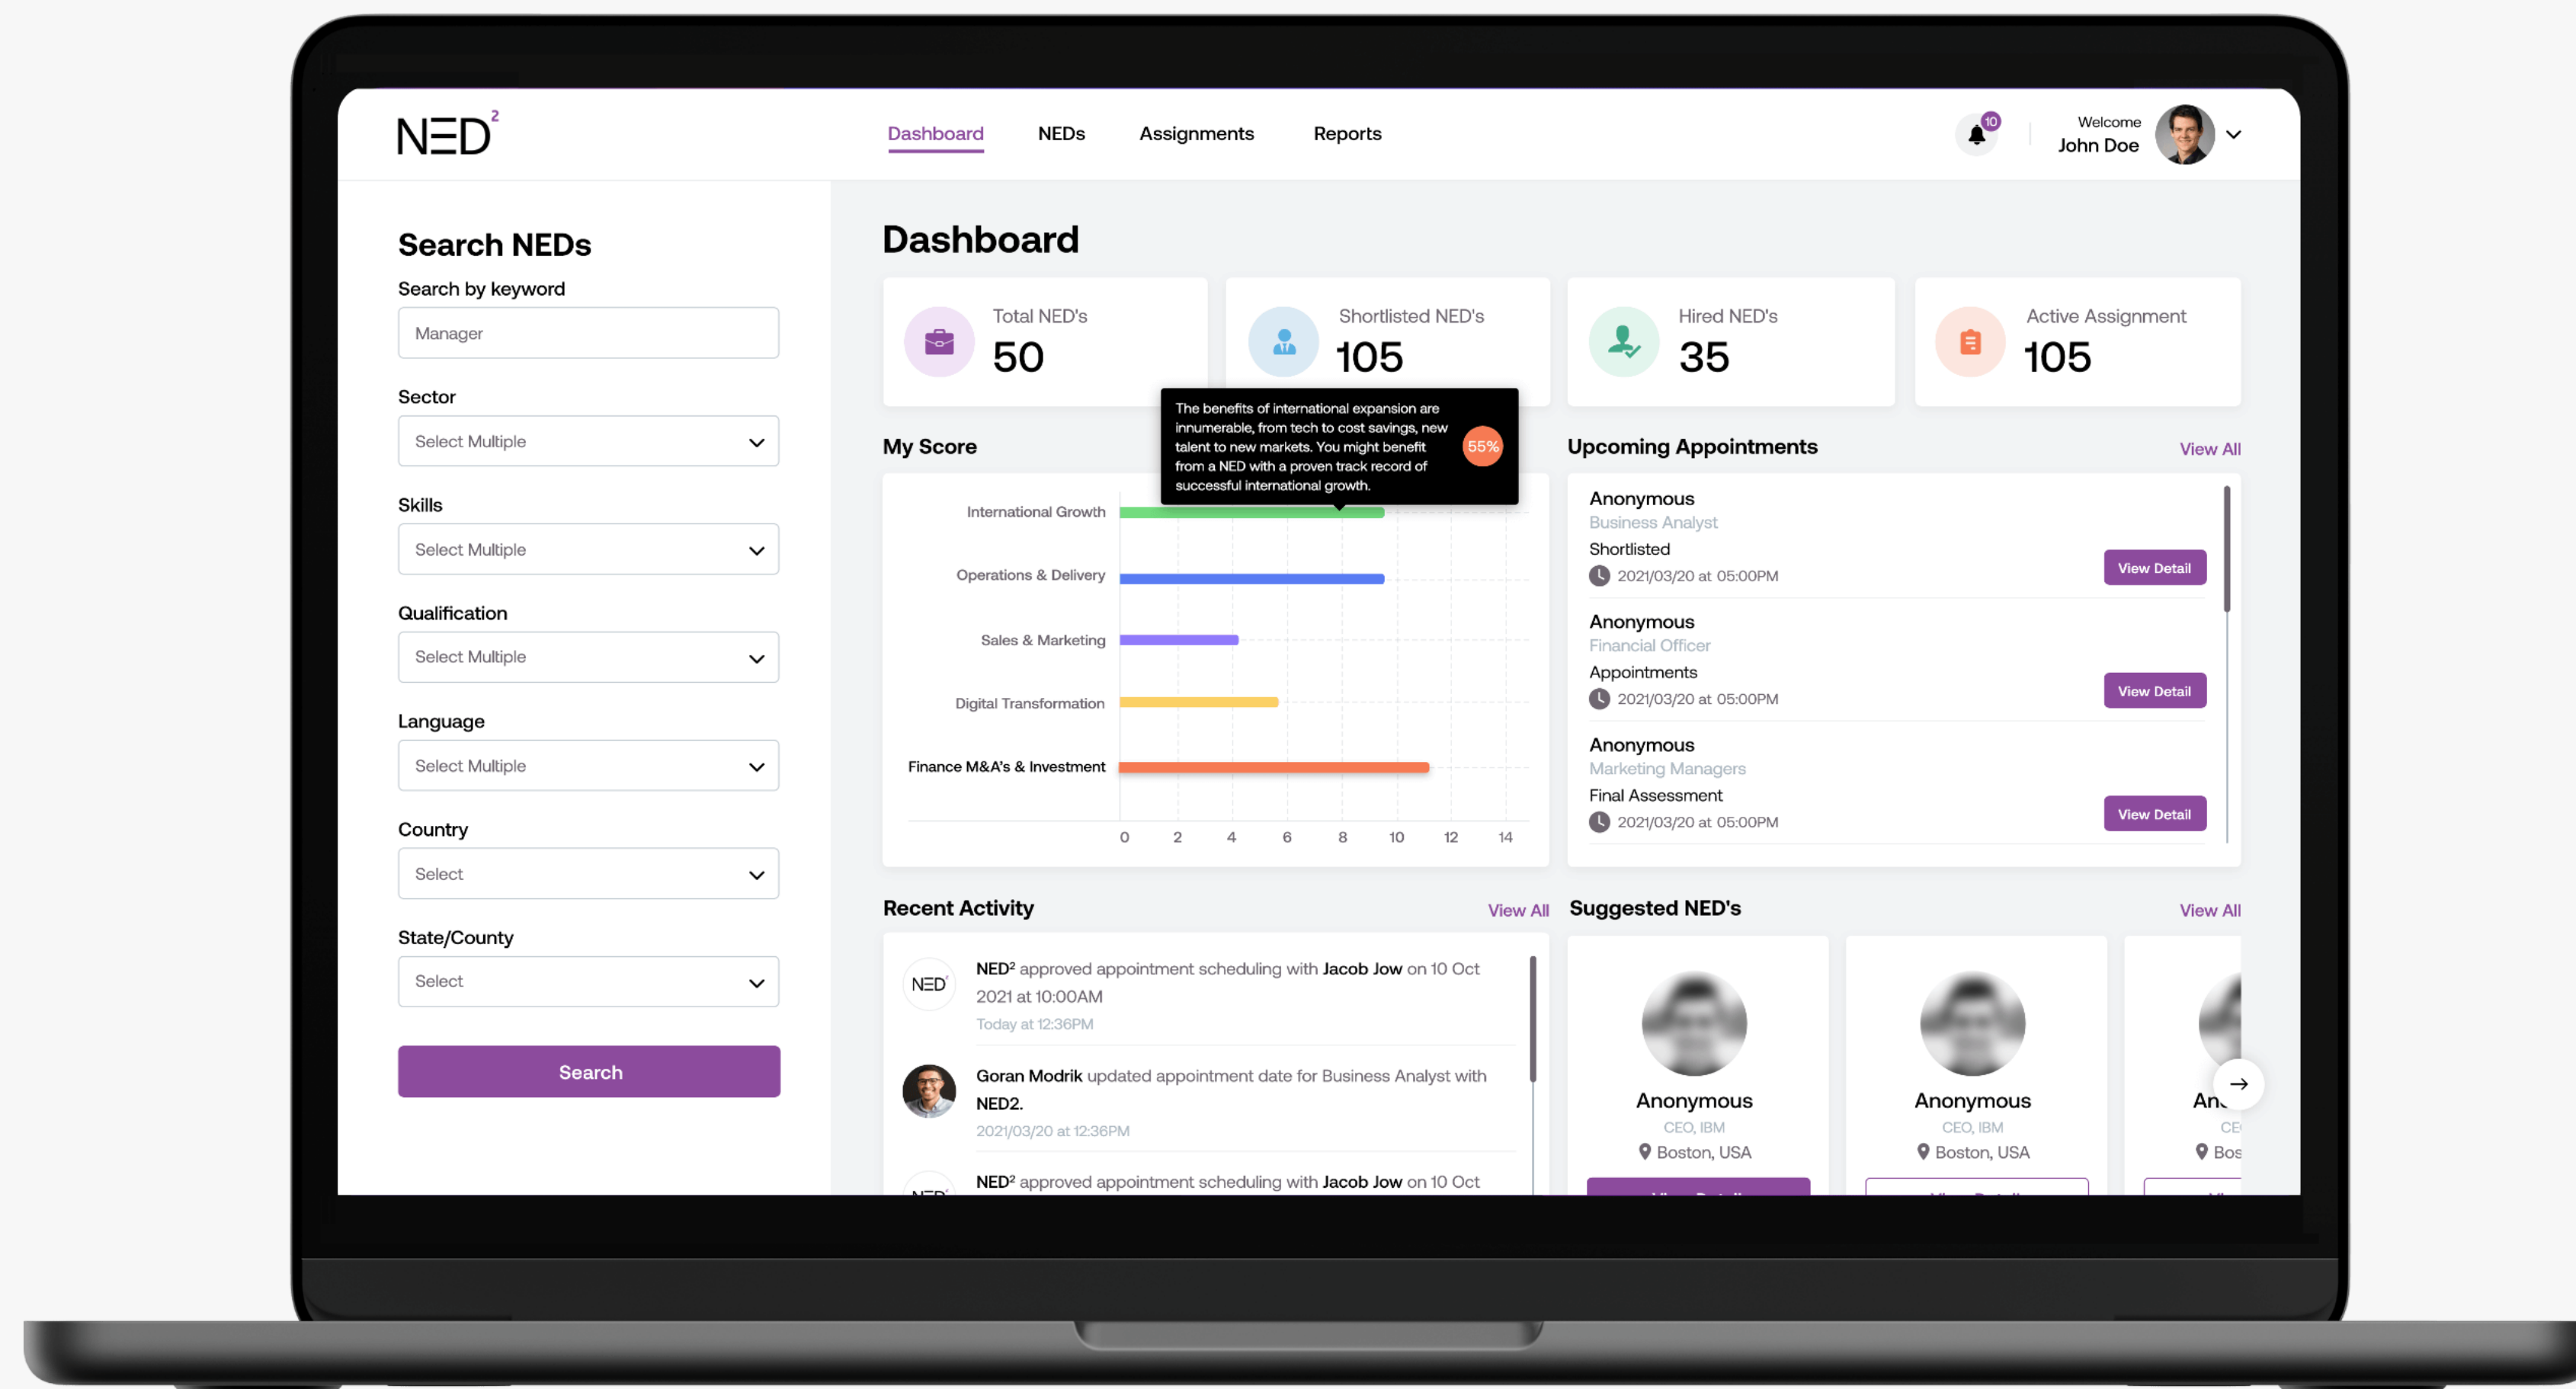 NED²
Dashboard
NEDs
Assignments
Reports
10
Welcome
John Doe
Search NEDs
Search by keyword
Manager
Sector
Select Multiple
Skills
Select Multiple
Qualification
Select Multiple
Language
Select Multiple
Country
Select
State/County
Select
Search
Dashboard
Total NED's
50
Shortlisted NED's
105
Hired NED's
35
Active Assignment
105
My Score
The benefits of international expansion are
innumerable, from tech to cost savings, new
talent to new markets. You might benefit
from a NED with a proven track record of
successful international growth.
55%
International Growth
Operations & Delivery
Sales & Marketing
Digital Transformation
Finance M&A's & Investment
0 2 4 6 8 10 12 14
Upcoming Appointments
View All
Anonymous
Business Analyst
Shortlisted
2021/03/20 at 05:00PM
View Detail
Anonymous
Financial Officer
Appointments
2021/03/20 at 05:00PM
View Detail
Anonymous
Marketing Managers
Final Assessment
2021/03/20 at 05:00PM
View Detail
Recent Activity
View All
NED²
NED² approved appointment scheduling with Jacob Jow on 10 Oct
2021 at 10:00AM
Today at 12:36PM
Goran Modrik updated appointment date for Business Analyst with
NED2.
2021/03/20 at 12:36PM
NED² approved appointment scheduling with Jacob Jow on 10 Oct
Suggested NED's
View All
Anonymous
CEO, IBM
Boston, USA
Anonymous
CEO, IBM
Boston, USA